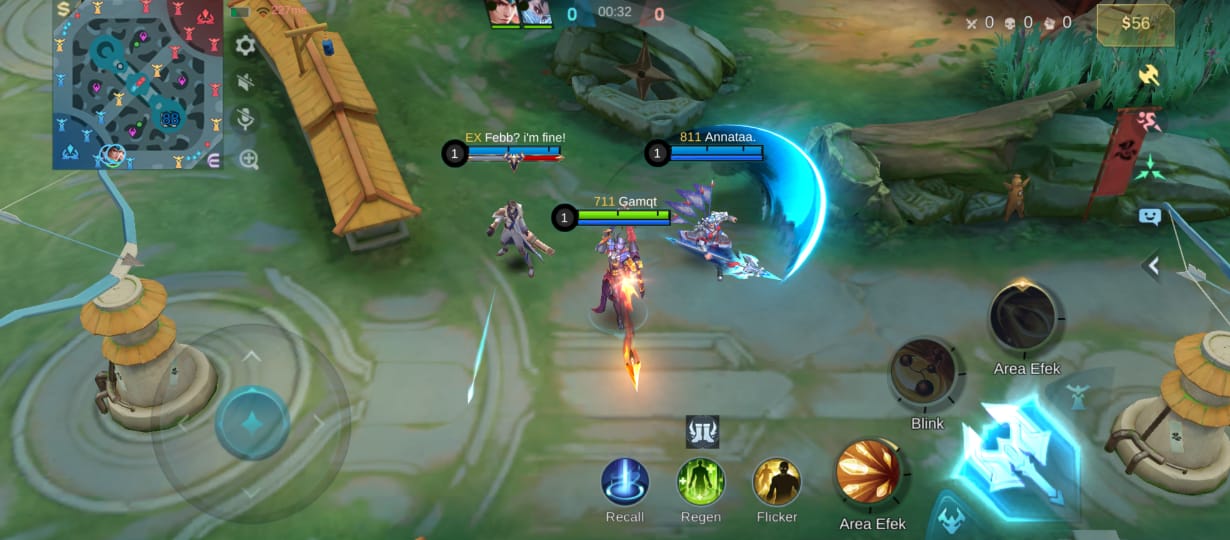 $
227ms
0
00:32
0
0
0
0
$56
EX Febb? i'm fine!
1
811 Annataa.
1
711 Gamqt
1
Area Efek
Blink
Recall
Regen
Flicker
Area Efek